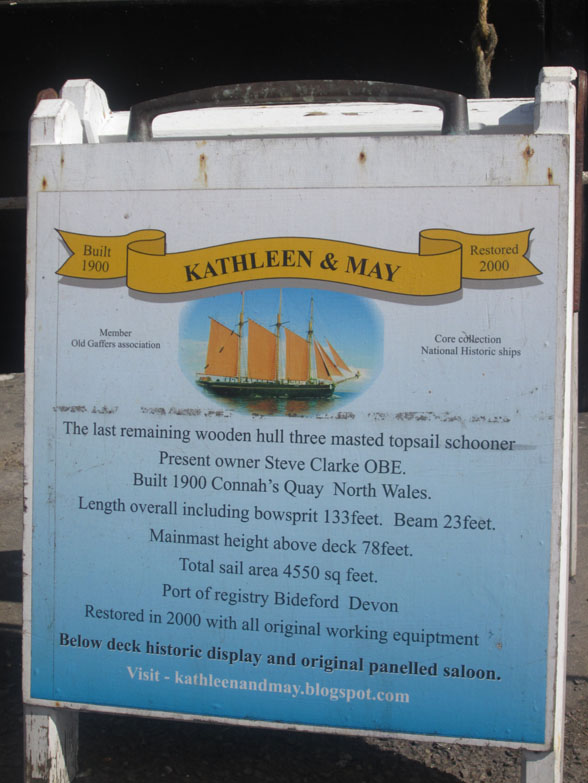 Built
1900
KATHLEEN & MAY
Restored
2000
Member
Old Gaffers association
Core collection
National Historic ships
The last remaining wooden hull three masted topsail schooner
Present owner Steve Clarke OBE.
Built 1900 Connah's Quay North Wales.
Length overall including bowsprit 133feet. Beam 23feet.
Mainmast height above deck 78feet.
Total sail area 4550 sq feet.
Port of registry Bideford Devon
Restored in 2000 with all original working equiptment
Below deck historic display and original panelled saloon.
Visit - kathleenandmay.blogspot.com